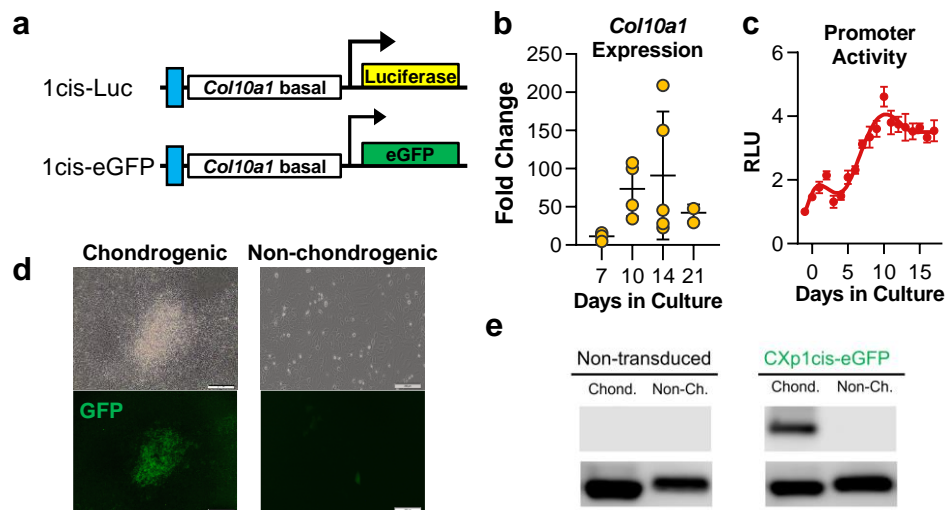 a
1cis-Luc
Col10a1 basal
Luciferase
1cis-eGFP
Col10a1 basal
eGFP
b
Col10a1
Expression
Fold Change
250
200
150
100
50
0
7 10 14 21
Days in Culture
c
Promoter
Activity
RLU
6
4
2
0
0 5 10 15
Days in Culture
d
Chondrogenic
Non-chondrogenic
GFP
e
Non-transduced
CXp1cis-eGFP
Chond. Non-Ch.
Chond. Non-Ch.